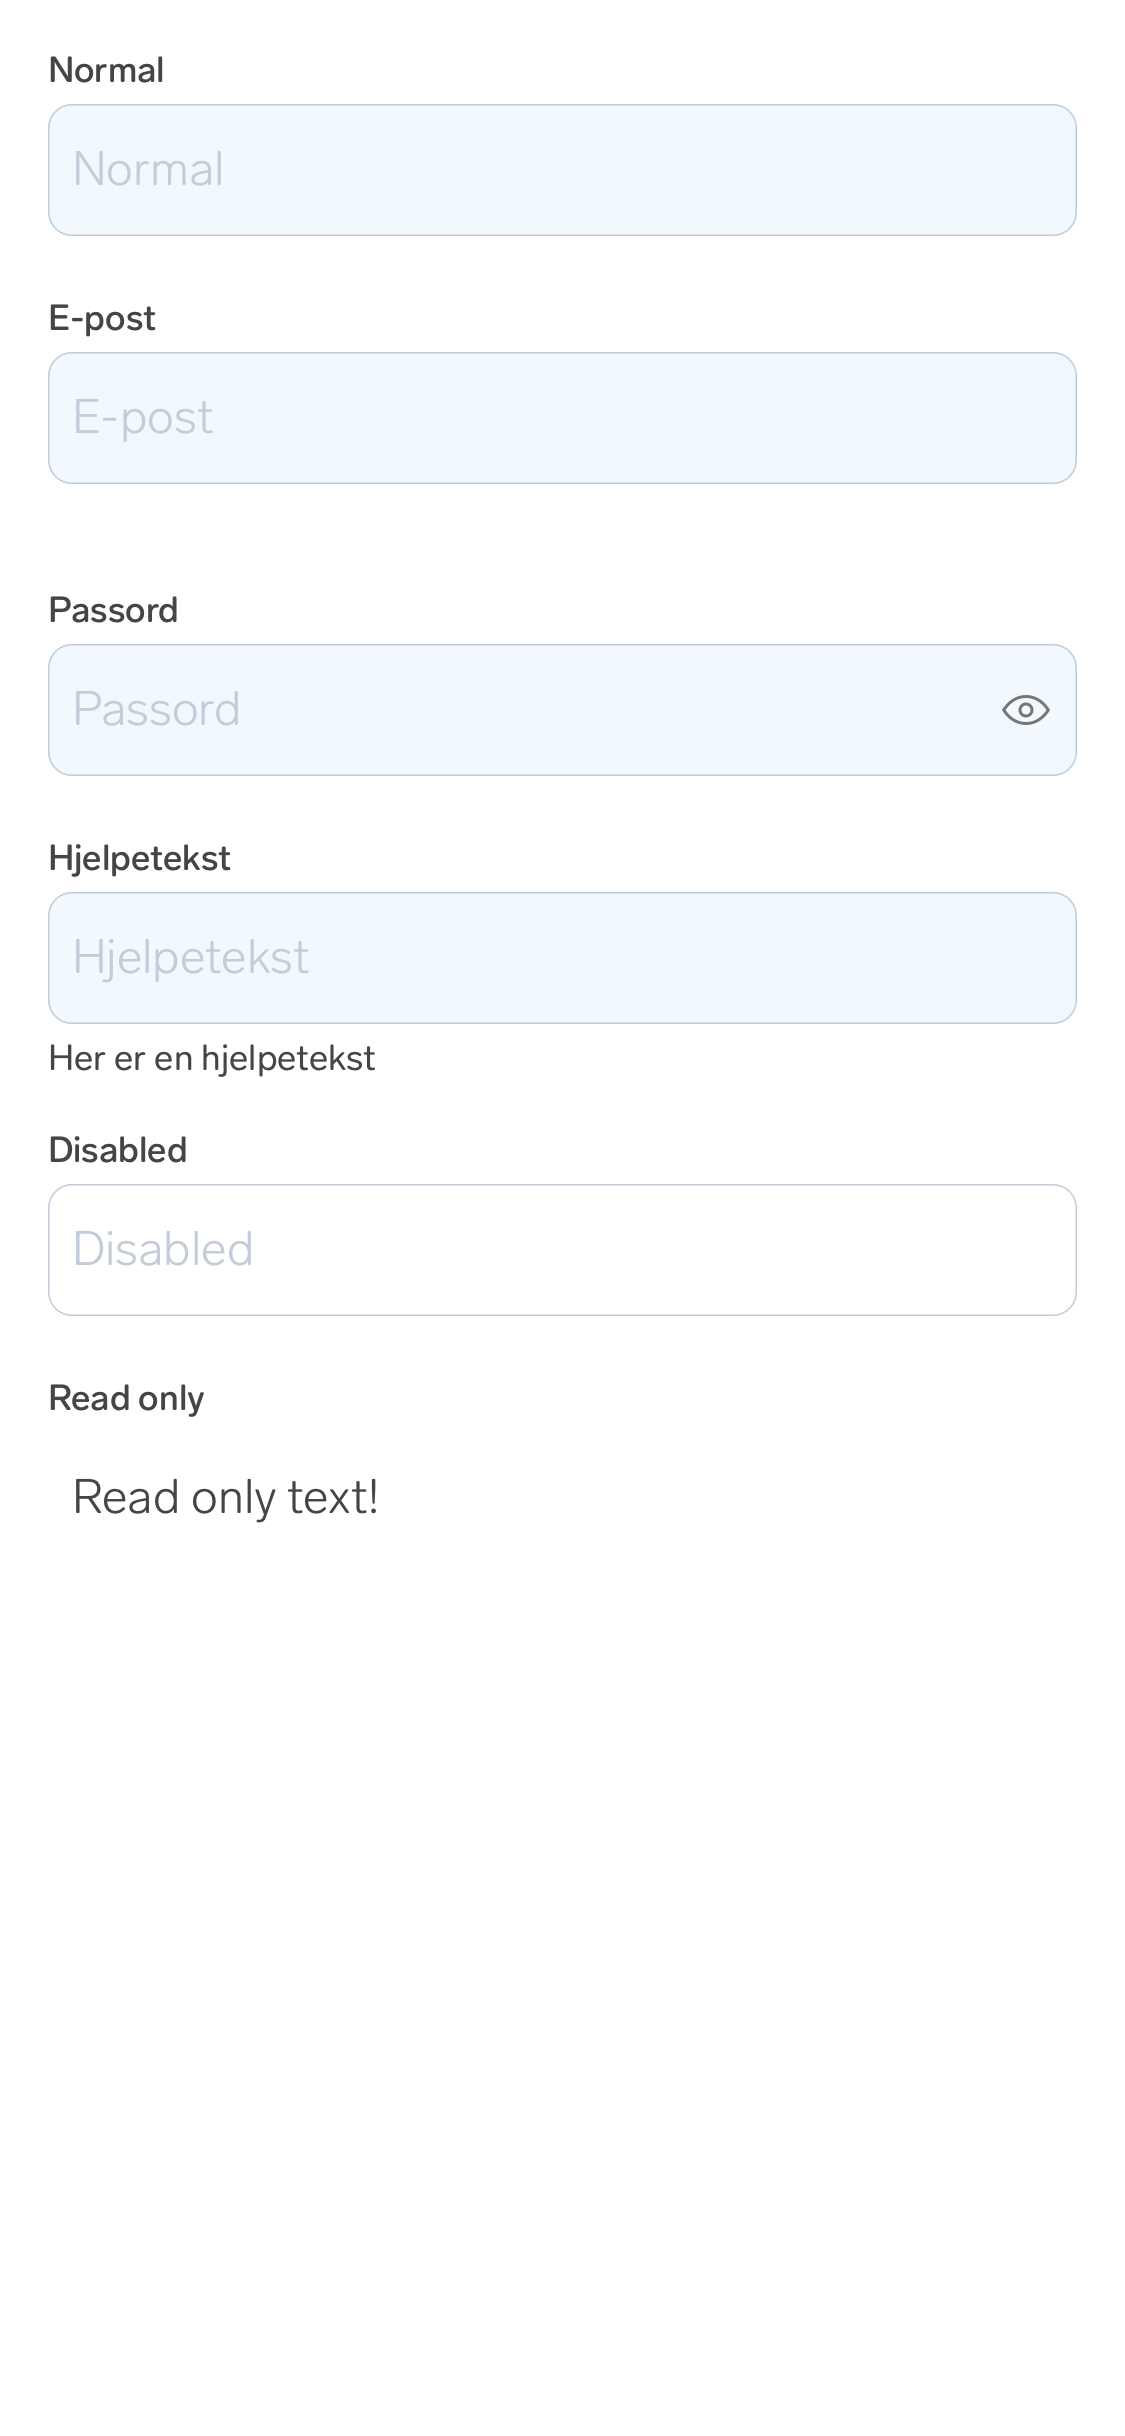 Normal
Normal
E-post
E-post
Passord
Passord
Hjelpetekst
Hjelpetekst
Her er en hjelpetekst
Disabled
Disabled
Read only
Read only text!